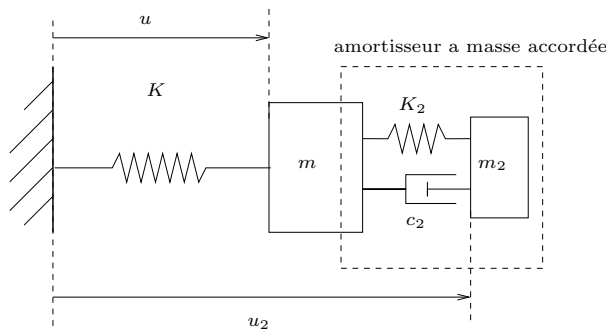 u
amortisseur a masse accordée
K
K₂
m
m₂
c₂
u₂